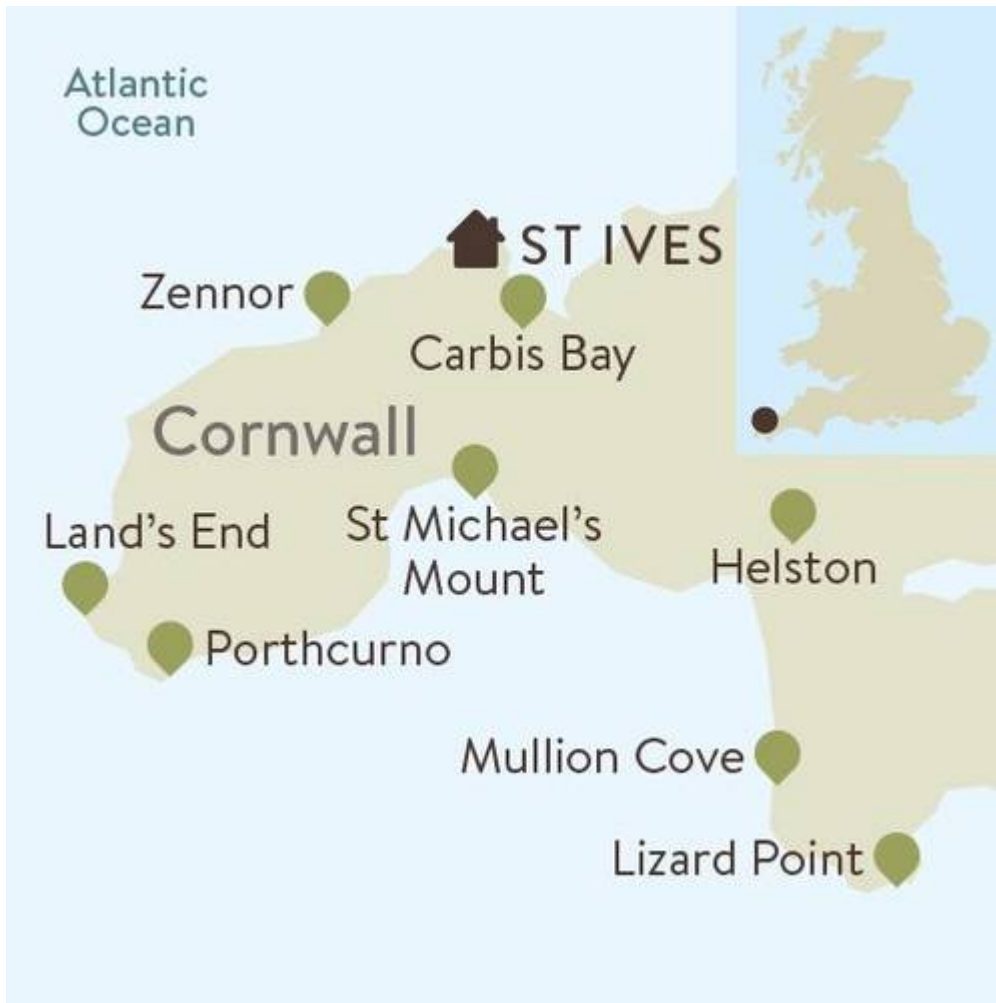 Atlantic
Ocean
ST IVES
Zennor
Carbis Bay
Cornwall
Land's End
St Michael's
Mount
Helston
Porthcurno
Mullion Cove
Lizard Point